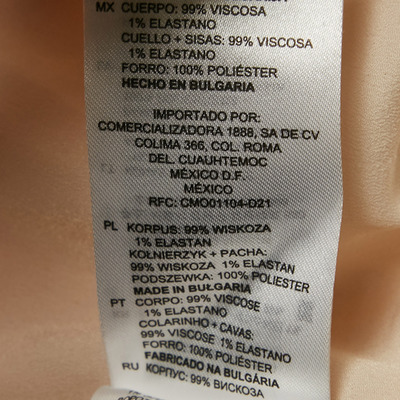 MX CUERPO: 99% VISCOSA
1% ELASTANO
CUELLO + SISAS: 99% VISCOSA
1% ELASTANO
FORRO: 100% POLIÉSTER
HECHO EN BULGARIA
IMPORTADO POR:
COMERCIALIZADORA 1888, SA DE CV
COLIMA 366, COL. ROMA
DEL. CUAUHTEMOC
MÉXICO D.F.
MÉXICO
RFC: CMO01104-D21
PL KORPUS: 99% WISKOZA
1% ELASTAN
KOŁNIERZYK + PACHA:
99% WISKOZA 1% ELASTAN
PODSZEWKA: 100% POLIESTER
MADE IN BUŁGARIA
PT CORPO: 99% VISCOSE
1% ELASTANO
COLARINHO + CAVAS:
99% VISCOSE 1% ELASTANO
FORRO: 100% POLIÉSTER
FABRICADO NA BULGÁRIA
RU КОРПУС: 99% ВИСКОЗА